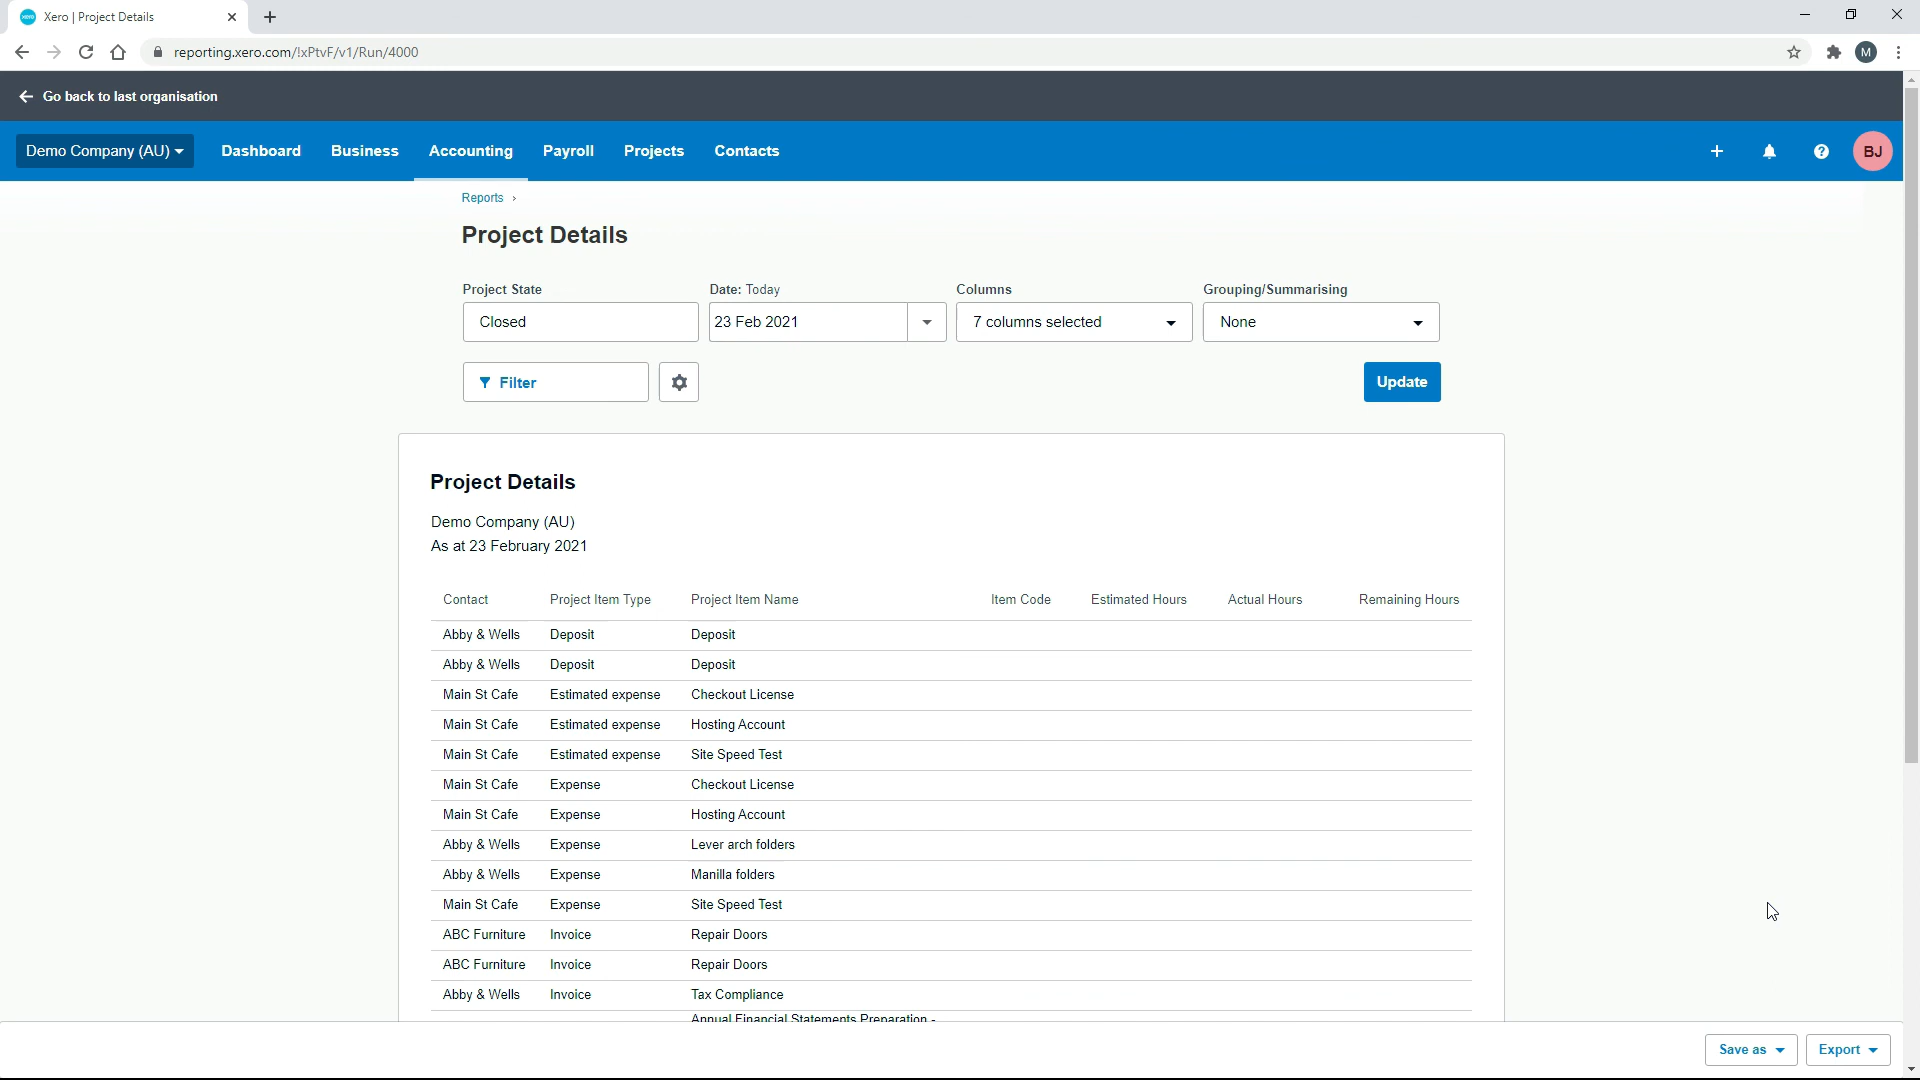 xero Xero | Project Details
reporting.xero.com/!xPtvF/v1/Run/4000 M
Go back to last organisation
Demo Company (AU) Dashboard Business Accounting Payroll Projects Contacts BJ
Reports
Project Details
Project State Date: Today Columns Grouping/Summarising
Closed 23 Feb 2021 7 columns selected None
Filter Update
Project Details
Demo Company (AU)
As at 23 February 2021
Contact Project Item Type Project Item Name Item Code Estimated Hours Actual Hours Remaining Hours
Abby & Wells Deposit Deposit
Abby & Wells Deposit Deposit
Main St Cafe Estimated expense Checkout License
Main St Cafe Estimated expense Hosting Account
Main St Cafe Estimated expense Site Speed Test
Main St Cafe Expense Checkout License
Main St Cafe Expense Hosting Account
Abby & Wells Expense Lever arch folders
Abby & Wells Expense Manilla folders
Main St Cafe Expense Site Speed Test
ABC Furniture Invoice Repair Doors
ABC Furniture Invoice Repair Doors
Abby & Wells Invoice Tax Compliance
Annual Financial Statements Preparation -
Save as Export